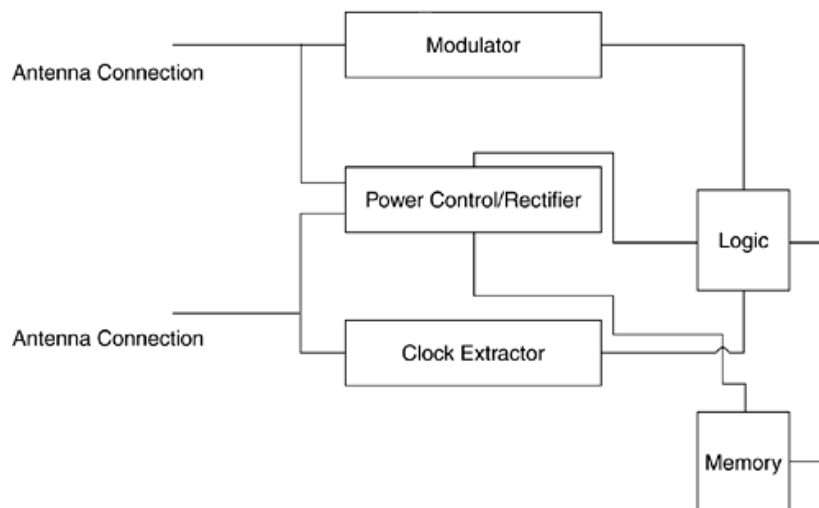 Modulator
Antenna Connection
Power Control/Rectifier
Logic
Antenna Connection
Clock Extractor
Memory